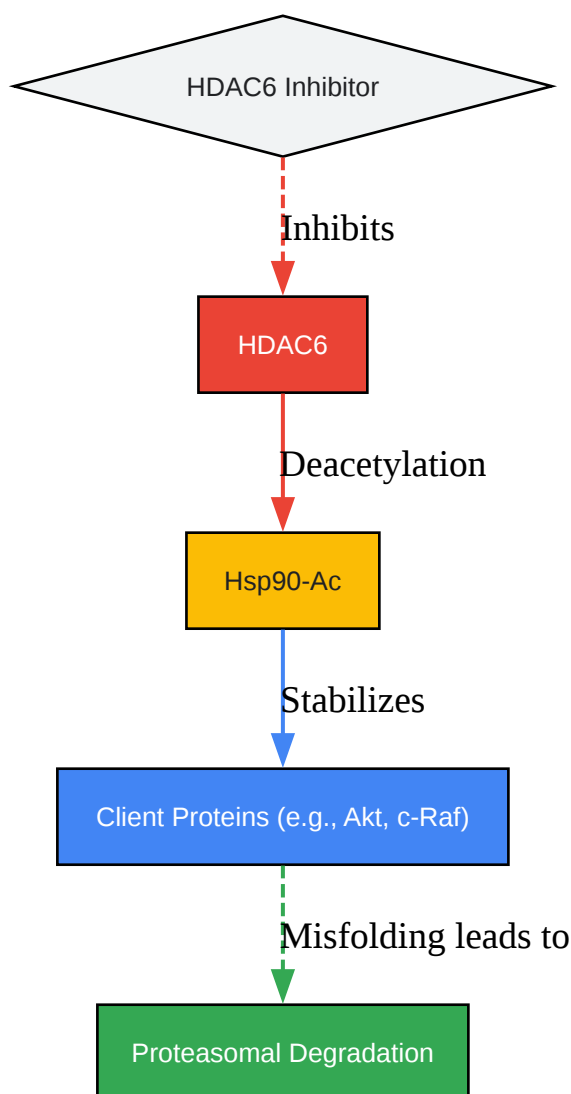 HDAC6 Inhibitor
Inhibits
HDAC6
Deacetylation
Hsp90-Ac
Stabilizes
Client Proteins (e.g., Akt, c-Raf)
Misfolding leads to
Proteasomal Degradation